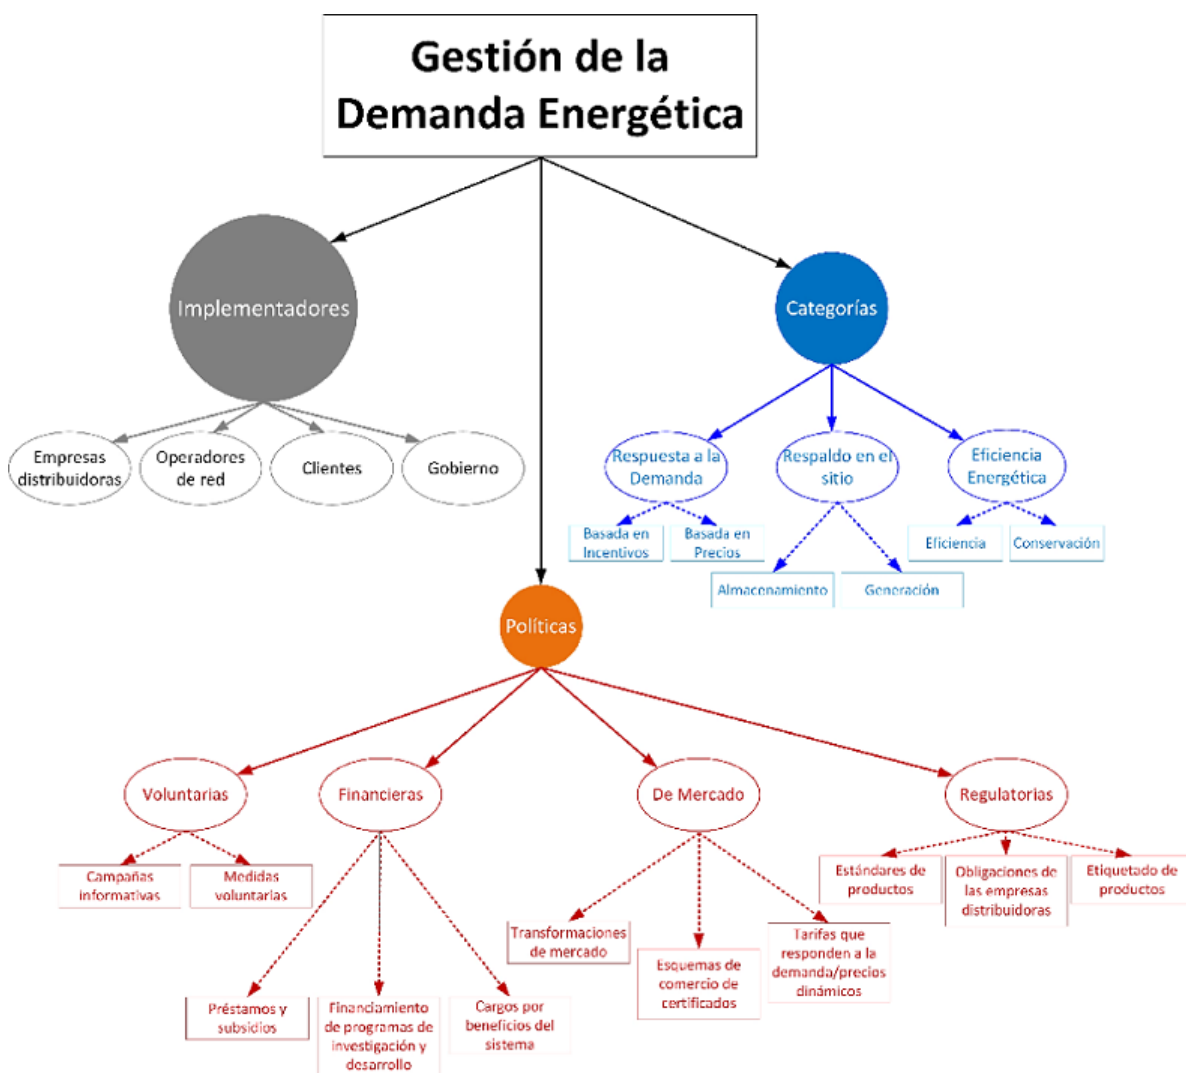 Gestión de la
Demanda Energética
Implementadores
Categorías
Empresas
distribuidoras
Operadores
de red
Clientes
Gobierno
Respuesta a la
Demanda
Respaldo en el
sitio
Eficiencia
Energética
Basada en
Incentivos
Basada en
Precios
Eficiencia
Conservación
Almacenamiento
Generación
Políticas
Voluntarias
Financieras
De Mercado
Regulatorias
Campañas
informativas
Medidas
voluntarias
Estándares de
productos
Obligaciones de
las empresas
distribuidoras
Etiquetado de
productos
Transformaciones
de mercado
Esquemas de
comercio de
certificados
Tarifas que
responden a la
demanda/precios
dinámicos
Préstamos y
subsidios
Financiamiento
de programas de
investigación y
desarrollo
Cargos por
beneficios del
sistema